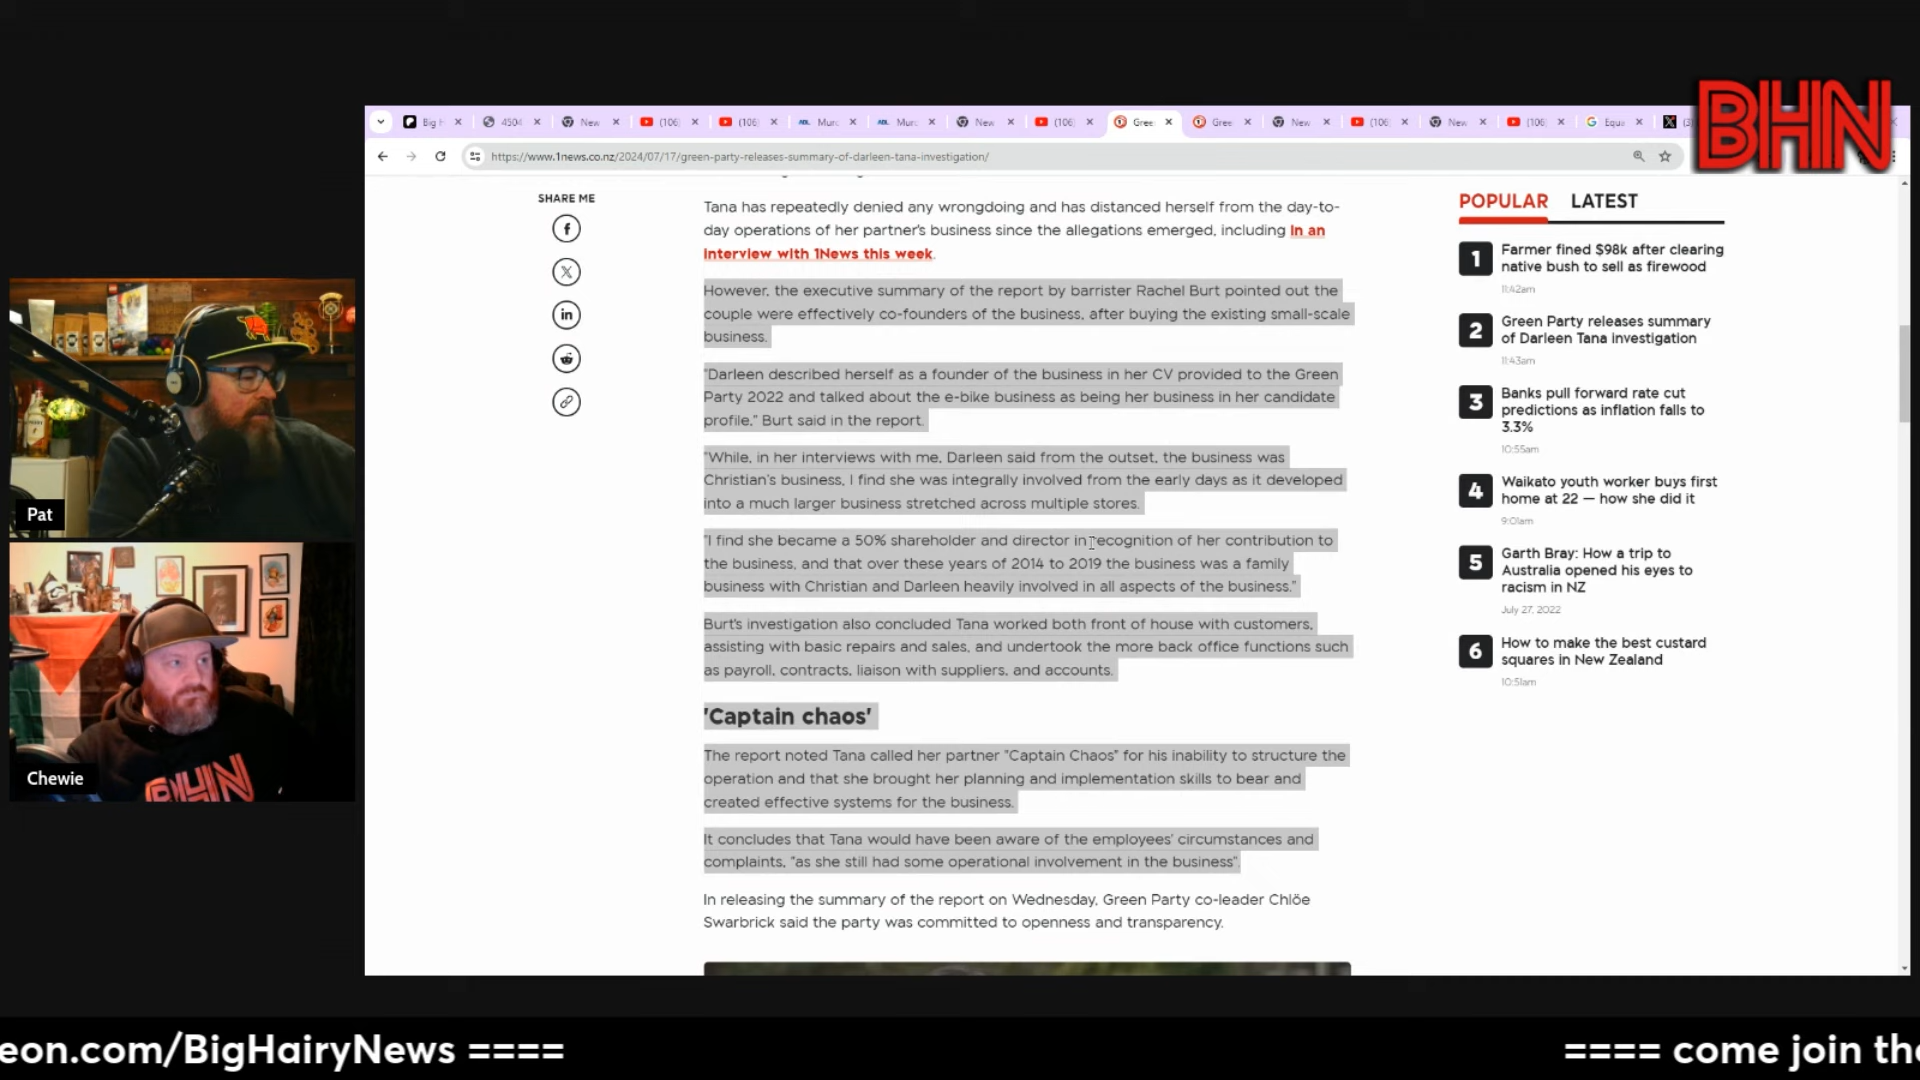 BHN
Big H
4504
New
(106)
(106)
ADL Murc
ADL Murc
New
(106)
Gree
Gree
New
(106)
New
(106)
Equa
https://www.1news.co.nz/2024/07/17/green-party-releases-summary-of-darleen-tana-investigation/
SHARE ME
Tana has repeatedly denied any wrongdoing and has distanced herself from the day-to-
day operations of her partner's business since the allegations emerged, including in an
interview with 1News this week.
However, the executive summary of the report by barrister Rachel Burt pointed out the
couple were effectively co-founders of the business, after buying the existing small-scale
business.
"Darleen described herself as a founder of the business in her CV provided to the Green
Party 2022 and talked about the e-bike business as being her business in her candidate
profile," Burt said in the report.
"While, in her interviews with me, Darleen said from the outset, the business was
Christian's business, I find she was integrally involved from the early days as it developed
into a much larger business stretched across multiple stores.
"I find she became a 50% shareholder and director in recognition of her contribution to
the business, and that over these years of 2014 to 2019 the business was a family
business with Christian and Darleen heavily involved in all aspects of the business."
Burt's investigation also concluded Tana worked both front of house with customers,
assisting with basic repairs and sales, and undertook the more back office functions such
as payroll, contracts, liaison with suppliers, and accounts.
'Captain chaos'
The report noted Tana called her partner "Captain Chaos" for his inability to structure the
operation and that she brought her planning and implementation skills to bear and
created effective systems for the business.
It concludes that Tana would have been aware of the employees' circumstances and
complaints, "as she still had some operational involvement in the business".
In releasing the summary of the report on Wednesday, Green Party co-leader Chlöe
Swarbrick said the party was committed to openness and transparency.
POPULAR LATEST
1 Farmer fined $98k after clearing
native bush to sell as firewood
11:42am
2 Green Party releases summary
of Darleen Tana investigation
11:43am
3 Banks pull forward rate cut
predictions as inflation falls to
3.3%
10:55am
4 Waikato youth worker buys first
home at 22 — how she did it
9:01am
5 Garth Bray: How a trip to
Australia opened his eyes to
racism in NZ
July 27, 2022
6 How to make the best custard
squares in New Zealand
10:51am
Pat
Chewie
BHN
eon.com/BigHairyNews ==== ==== come join the